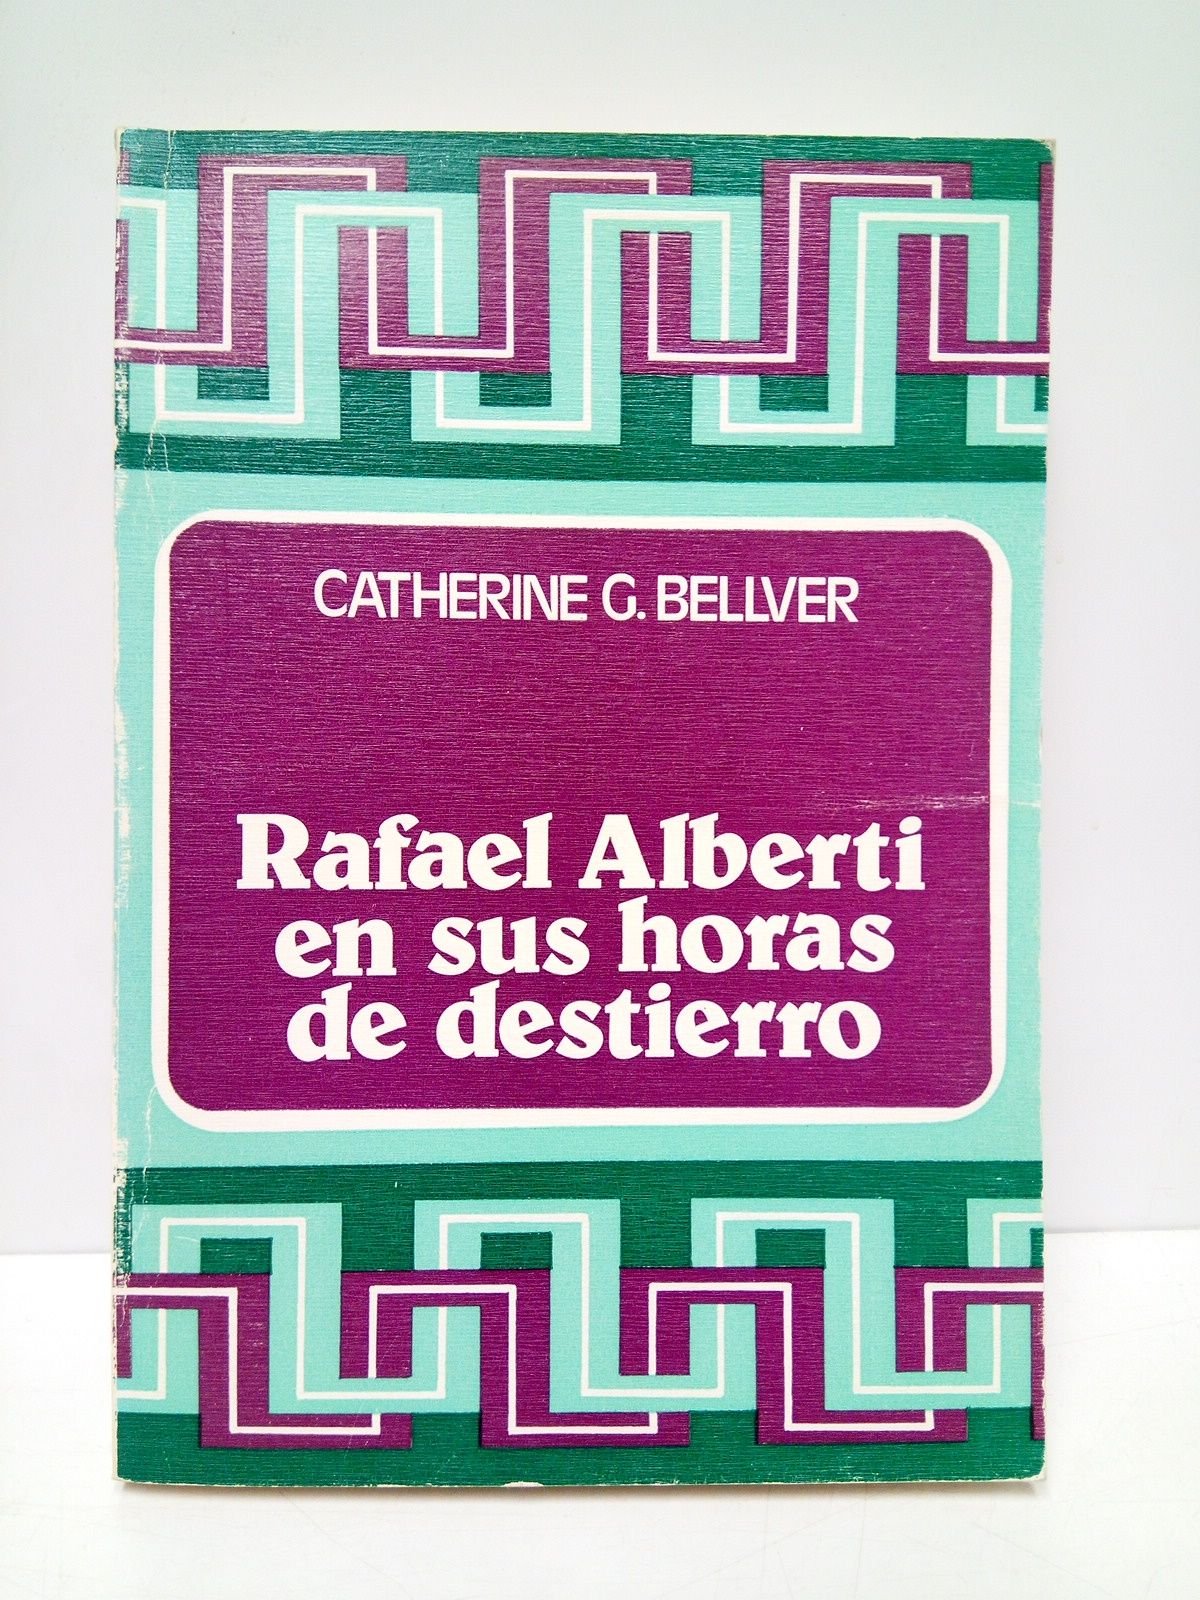 CATHERINE G. BELLVER
Rafael Alberti
en sus horas
de destierro